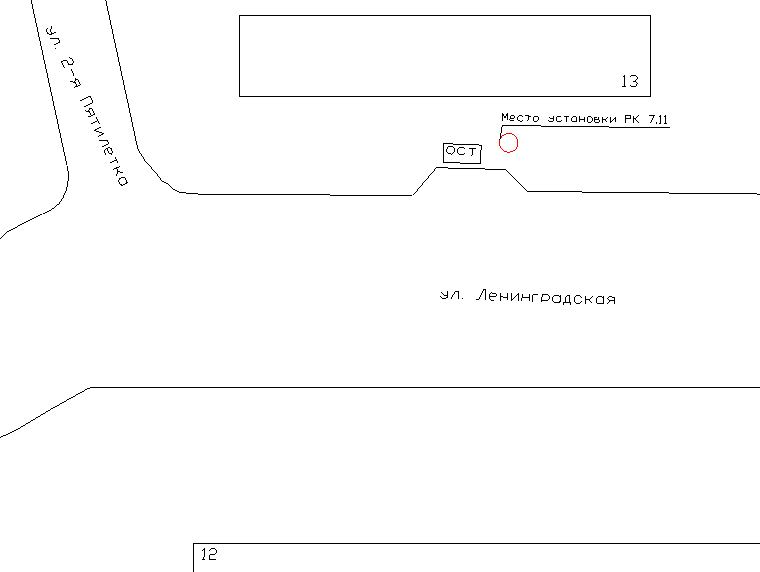 ул. 2-я Пятилетка
13
Место установки РК 7.11
ОСТ
ул. Ленинградская
12